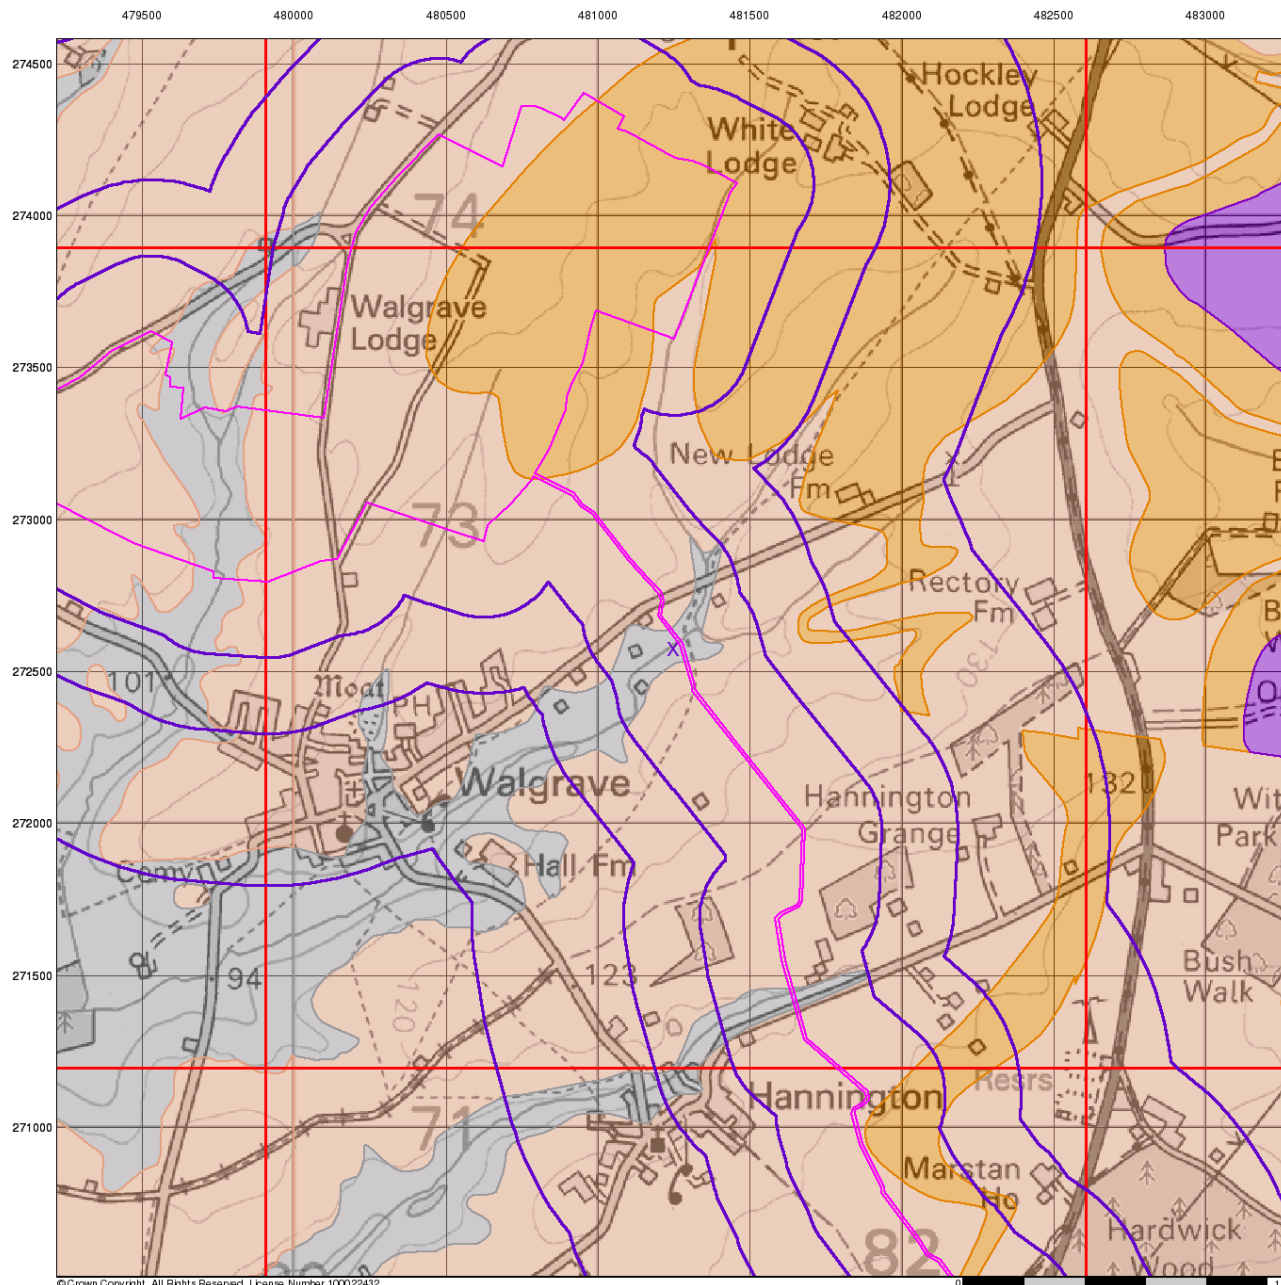 479500 480000 480500 481000 481500 482000 482500 483000
274500
274000
273500
273000
272500
272000
271500
271000
Hockley
Lodge
White
Lodge
74
Walgrave
Lodge
New Lodge
Fm
73
Rectory
Fm
130
101
Moat
PH
Walgrave
132
Hannington
Grange
Wit
Park
Hall Fm
Cemy
94
123
120
Bush
Walk
Resrs
Hannington
71
Marstan
Ho
82
Hardwick
Wood
© Crown Copyright. All Rights Reserved. License Number 100022432
0